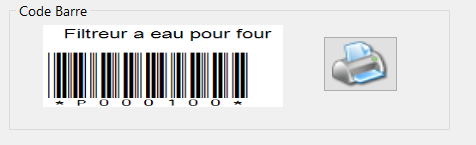 Code Barre
Filtreur a eau pour four
*P000100*